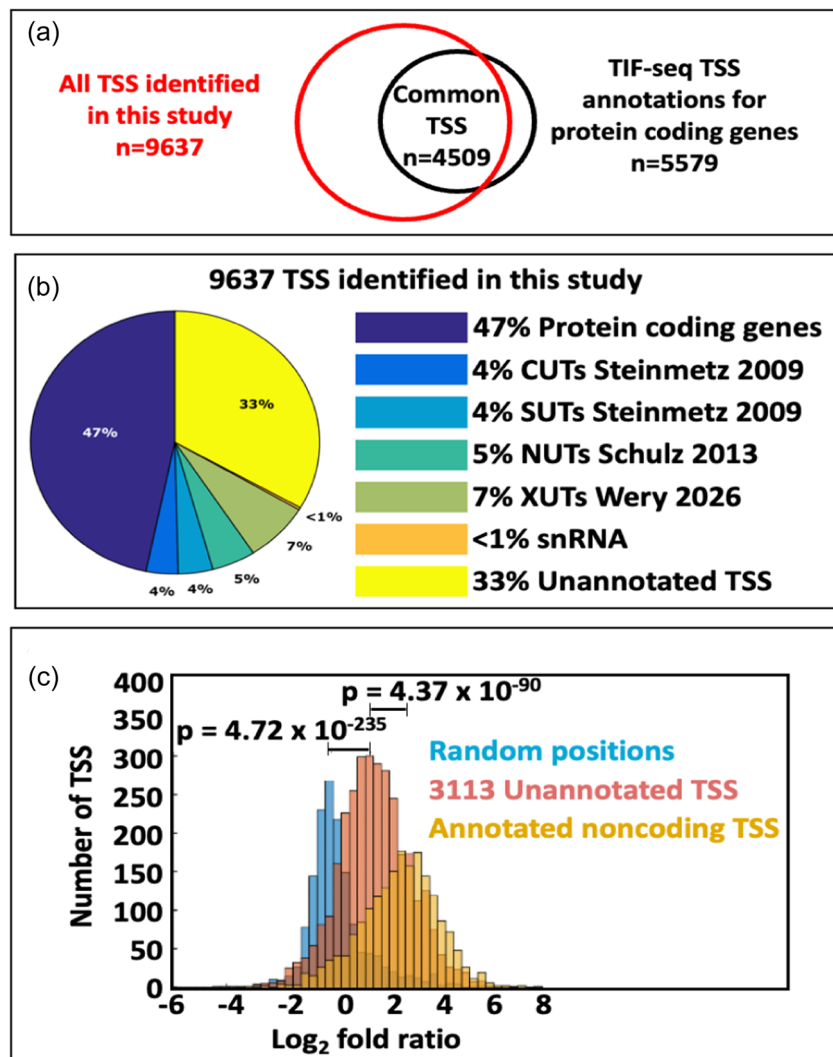 (a)
All TSS identified
in this study
n=9637
Common
TSS
n=4509
TIF-seq TSS
annotations for
protein coding genes
n=5579
(b)
9637 TSS identified in this study
47%
33%
<1%
7%
5%
4%
4%
47% Protein coding genes
4% CUTs Steinmetz 2009
4% SUTs Steinmetz 2009
5% NUTs Schulz 2013
7% XUTs Wery 2026
<1% snRNA
33% Unannotated TSS
(c)
Number of TSS
400
350
300
250
200
150
100
50
0
p = 4.37 x 10⁻⁹⁰
p = 4.72 x 10⁻²³⁵
Random positions
3113 Unannotated TSS
Annotated noncoding TSS
-6 -4 -2 0 2 4 6 8
Log₂ fold ratio